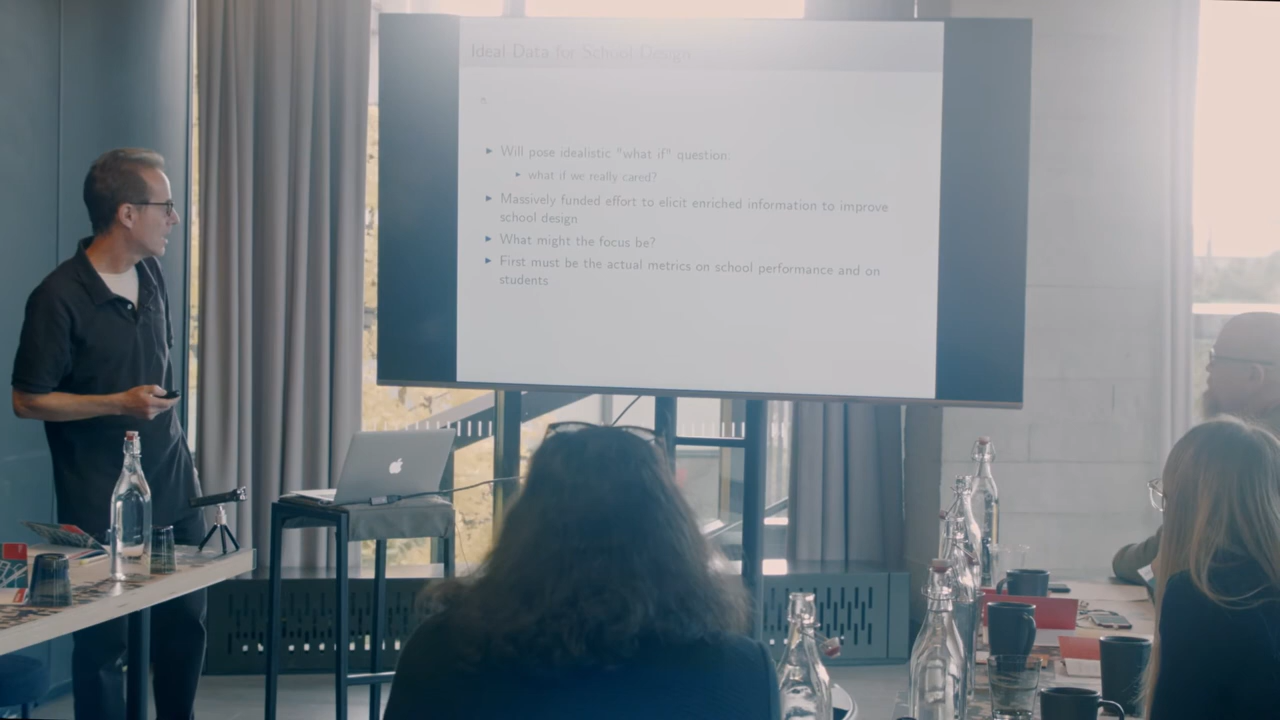 Ideal Data for School Design
Will pose idealistic "what if" question:
what if we really cared?
Massively funded effort to elicit enriched information to improve
school design
What might the focus be?
First must be the actual metrics on school performance and on
students